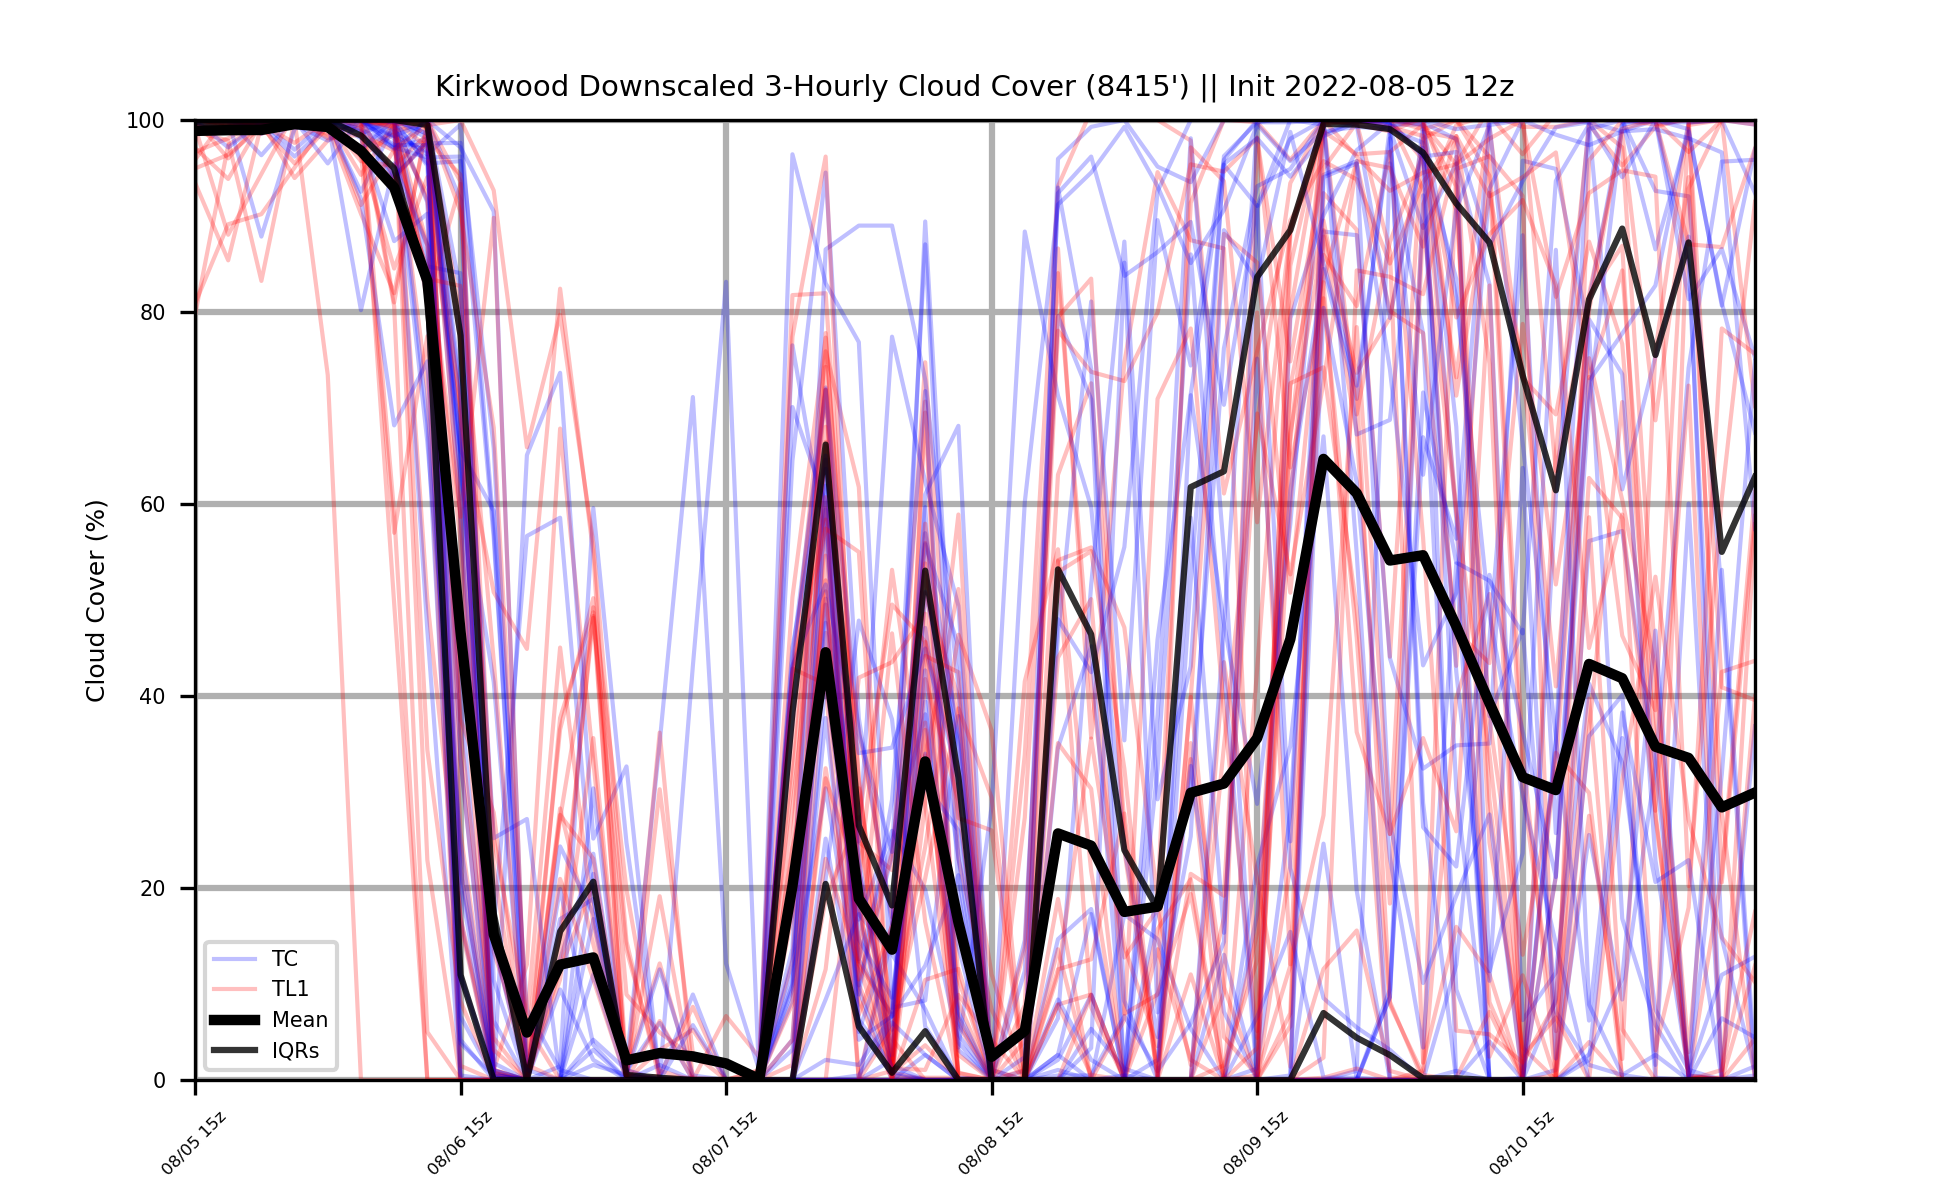 Kirkwood Downscaled 3-Hourly Cloud Cover (8415') || Init 2022-08-05 12z
Cloud Cover (%)
100
80
60
40
20
0
TC
TL1
Mean
IQRs
08/05 15z
08/06 15z
08/07 15z
08/08 15z
08/09 15z
08/10 15z